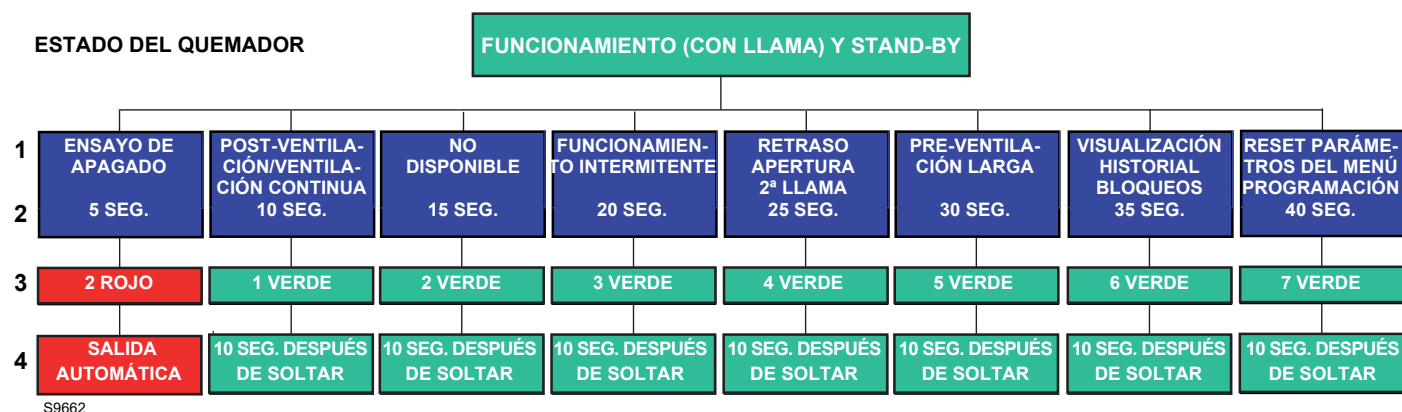 ESTADO DEL QUEMADOR
FUNCIONAMIENTO (CON LLAMA) Y STAND-BY
1
ENSAYO DE
APAGADO
POST-VENTILA-
CIÓN/VENTILA-
CIÓN CONTINUA
NO
DISPONIBLE
FUNCIONAMIEN-
TO INTERMITENTE
RETRASO
APERTURA
2ª LLAMA
PRE-VENTILA-
CIÓN LARGA
VISUALIZACIÓN
HISTORIAL
BLOQUEOS
RESET PARÁME-
TROS DEL MENÚ
PROGRAMACIÓN
2
5 SEG.
10 SEG.
15 SEG.
20 SEG.
25 SEG.
30 SEG.
35 SEG.
40 SEG.
3
2 ROJO
1 VERDE
2 VERDE
3 VERDE
4 VERDE
5 VERDE
6 VERDE
7 VERDE
4
SALIDA
AUTOMÁTICA
10 SEG. DESPUÉS
DE SOLTAR
10 SEG. DESPUÉS
DE SOLTAR
10 SEG. DESPUÉS
DE SOLTAR
10 SEG. DESPUÉS
DE SOLTAR
10 SEG. DESPUÉS
DE SOLTAR
10 SEG. DESPUÉS
DE SOLTAR
10 SEG. DESPUÉS
DE SOLTAR
S9662